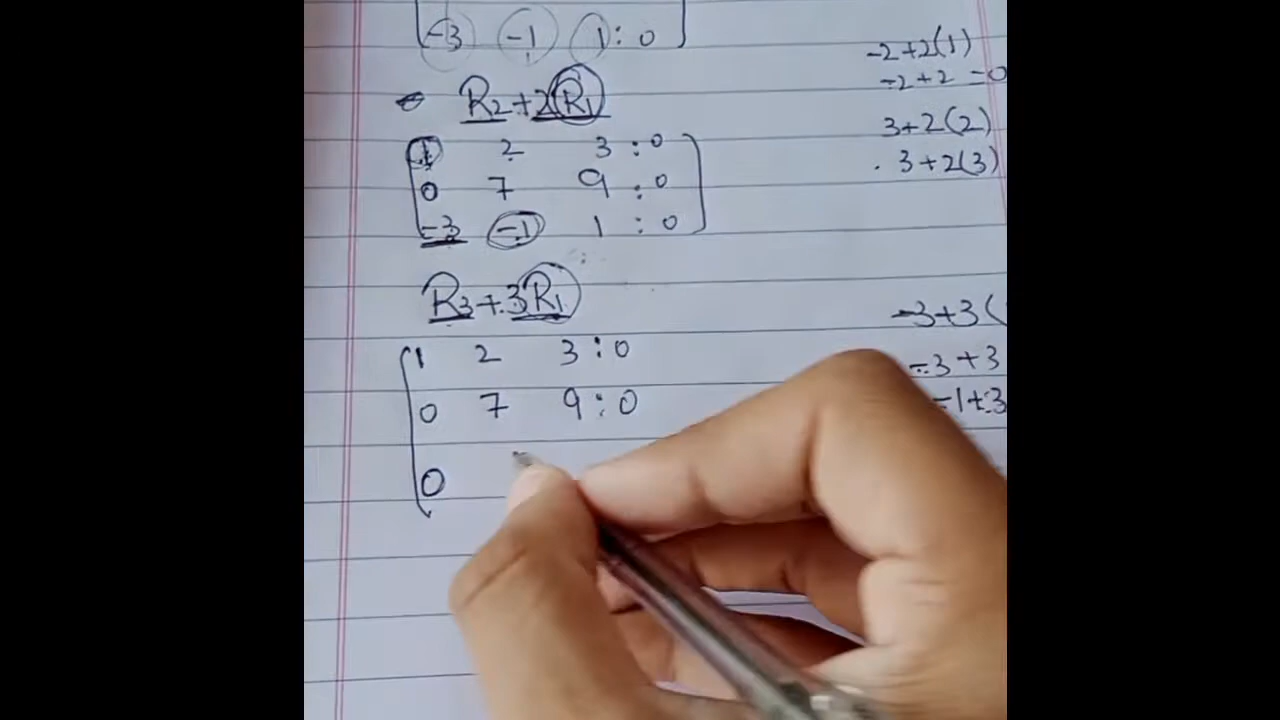 -3 -1 1 : 0
R2 + 2R1
1 2 3 : 0
0 7 9 : 0
-3 -1 1 : 0
R3 + 3R1
1 2 3 : 0
0 7 9 : 0
0
-2+2(1)
-2+2 =0
3+2(2)
3+2(3)
-3+3(
-3+3
-1+3